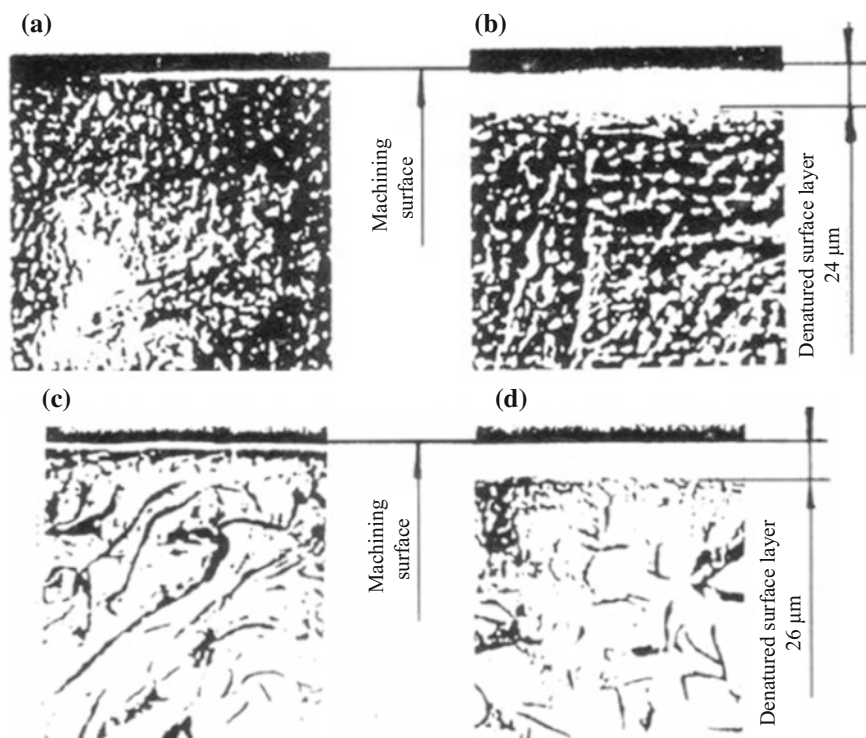 (a)
(b)
Machining
surface
Denatured surface layer
24 μm
(c)
(d)
Machining
surface
Denatured surface layer
26 μm